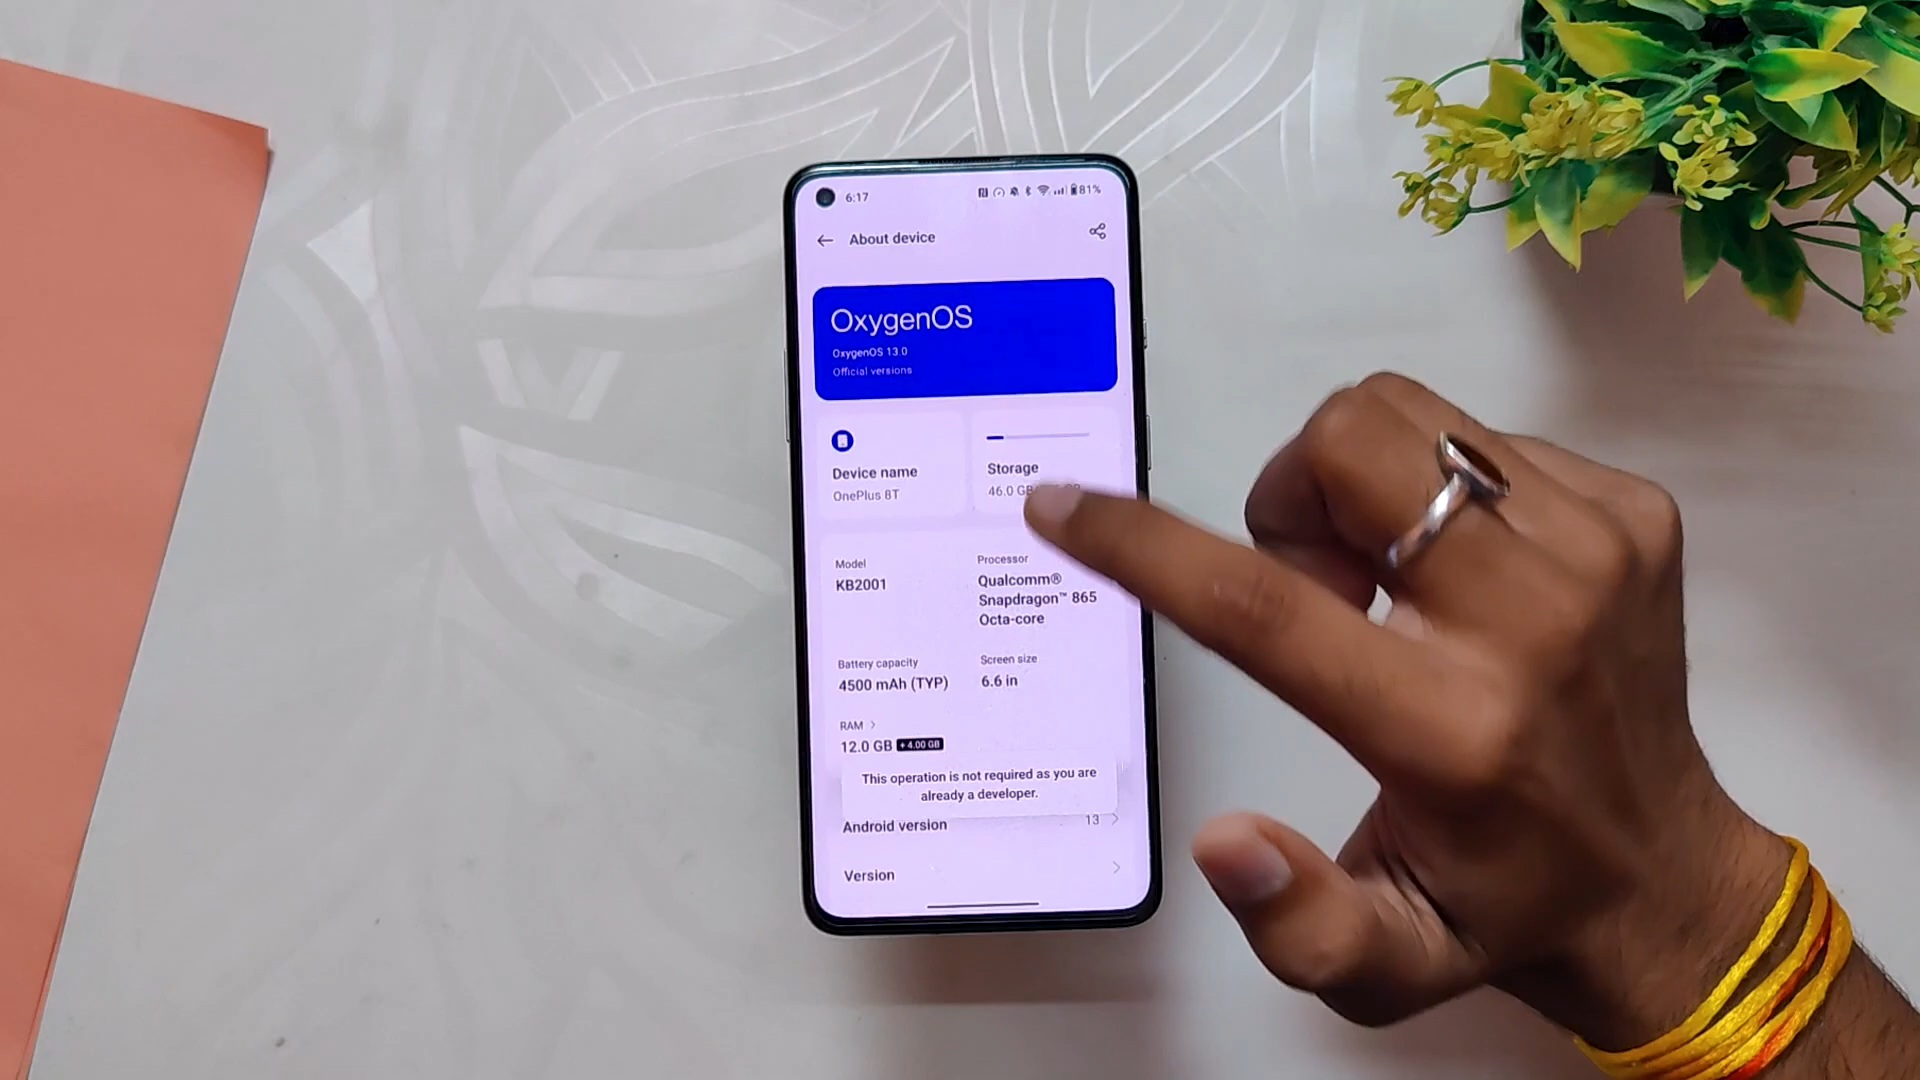 6:17
81%
About device
OxygenOS
OxygenOS 13.0
Official versions
Device name
OnePlus 8T
Storage
46.0 GB
Model
KB2001
Processor
Qualcomm®
Snapdragon™ 865
Octa-core
Battery capacity
4500 mAh (TYP)
Screen size
6.6 in
RAM >
12.0 GB +4.00 GB
This operation is not required as you are
already a developer.
Android version 13 >
Version >